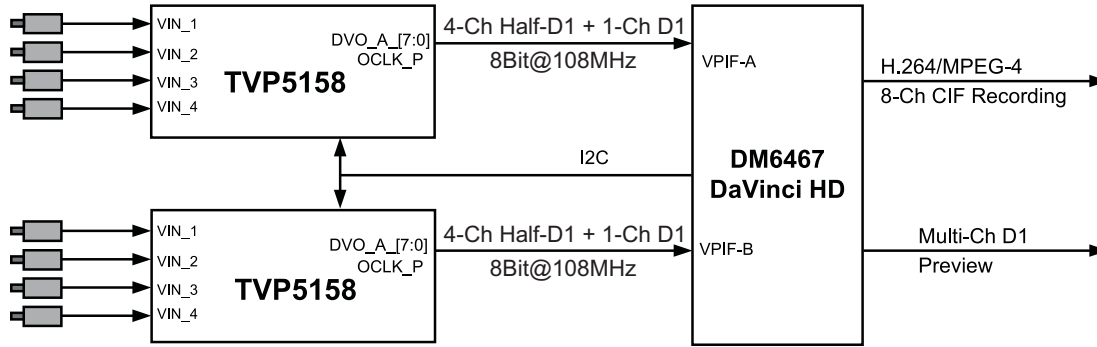 VIN_1
VIN_2
VIN_3
VIN_4
DVO_A_[7:0]
OCLK_P
TVP5158
4-Ch Half-D1 + 1-Ch D1
8Bit@108MHz
VPIF-A
H.264/MPEG-4
8-Ch CIF Recording
I2C
DM6467
DaVinci HD
VIN_1
VIN_2
VIN_3
VIN_4
DVO_A_[7:0]
OCLK_P
TVP5158
4-Ch Half-D1 + 1-Ch D1
8Bit@108MHz
VPIF-B
Multi-Ch D1
Preview